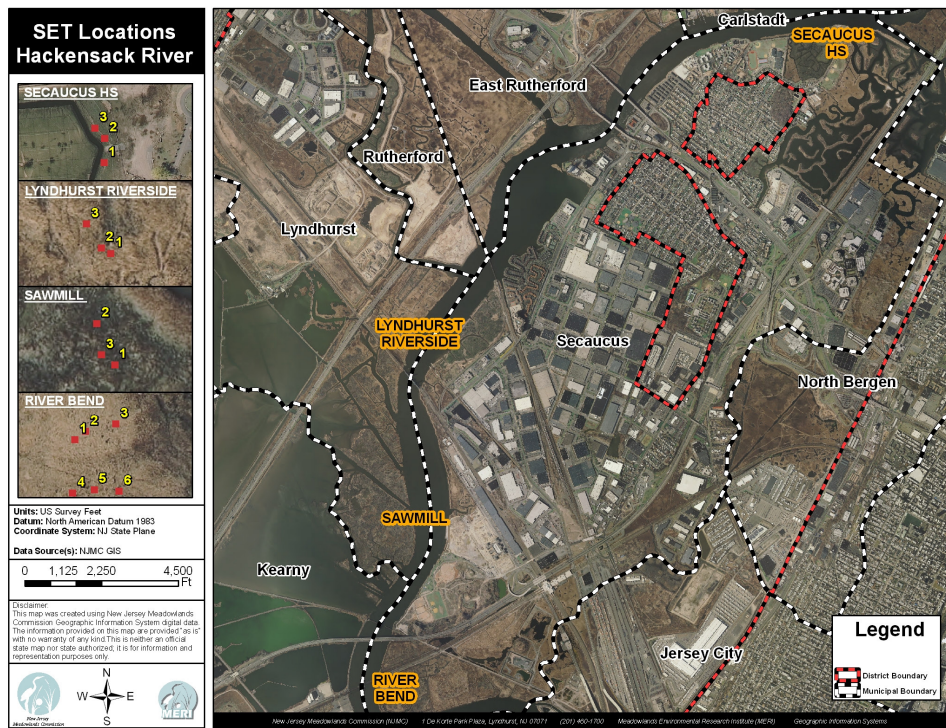 SET Locations
Hackensack River
SECAUCUS HS
3
2
1
LYNDHURST RIVERSIDE
3
2
1
SAWMILL
2
3
1
RIVER BEND
3
2
1
4
5
6
Units: US Survey Feet
Datum: North American Datum 1983
Coordinate System: NJ State Plane
Data Source(s): NJMC GIS
0 1,125 2,250 4,500
Ft
Disclaimer:
This map was created using New Jersey Meadowlands
Commission Geographic Information System digital data.
The information provided on this map are provided "as is"
with no warranty of any kind.This is neither an official
state map nor state authorized; it is for information and
representation purposes only.
New Jersey
Meadowlands Commission
N
W E
S
MERI
Carlstadt
SECAUCUS
HS
East Rutherford
Rutherford
Lyndhurst
LYNDHURST
RIVERSIDE
Secaucus
North Bergen
SAWMILL
Kearny
Jersey City
RIVER
BEND
Legend
District Boundary
Municipal Boundary
New Jersey Meadowlands Commission (NJMC) 1 De Korte Park Plaza, Lyndhurst, NJ 07071 (201) 460-1700 Meadowlands Environmental Research Institute (MERI) Geographic Information Systems